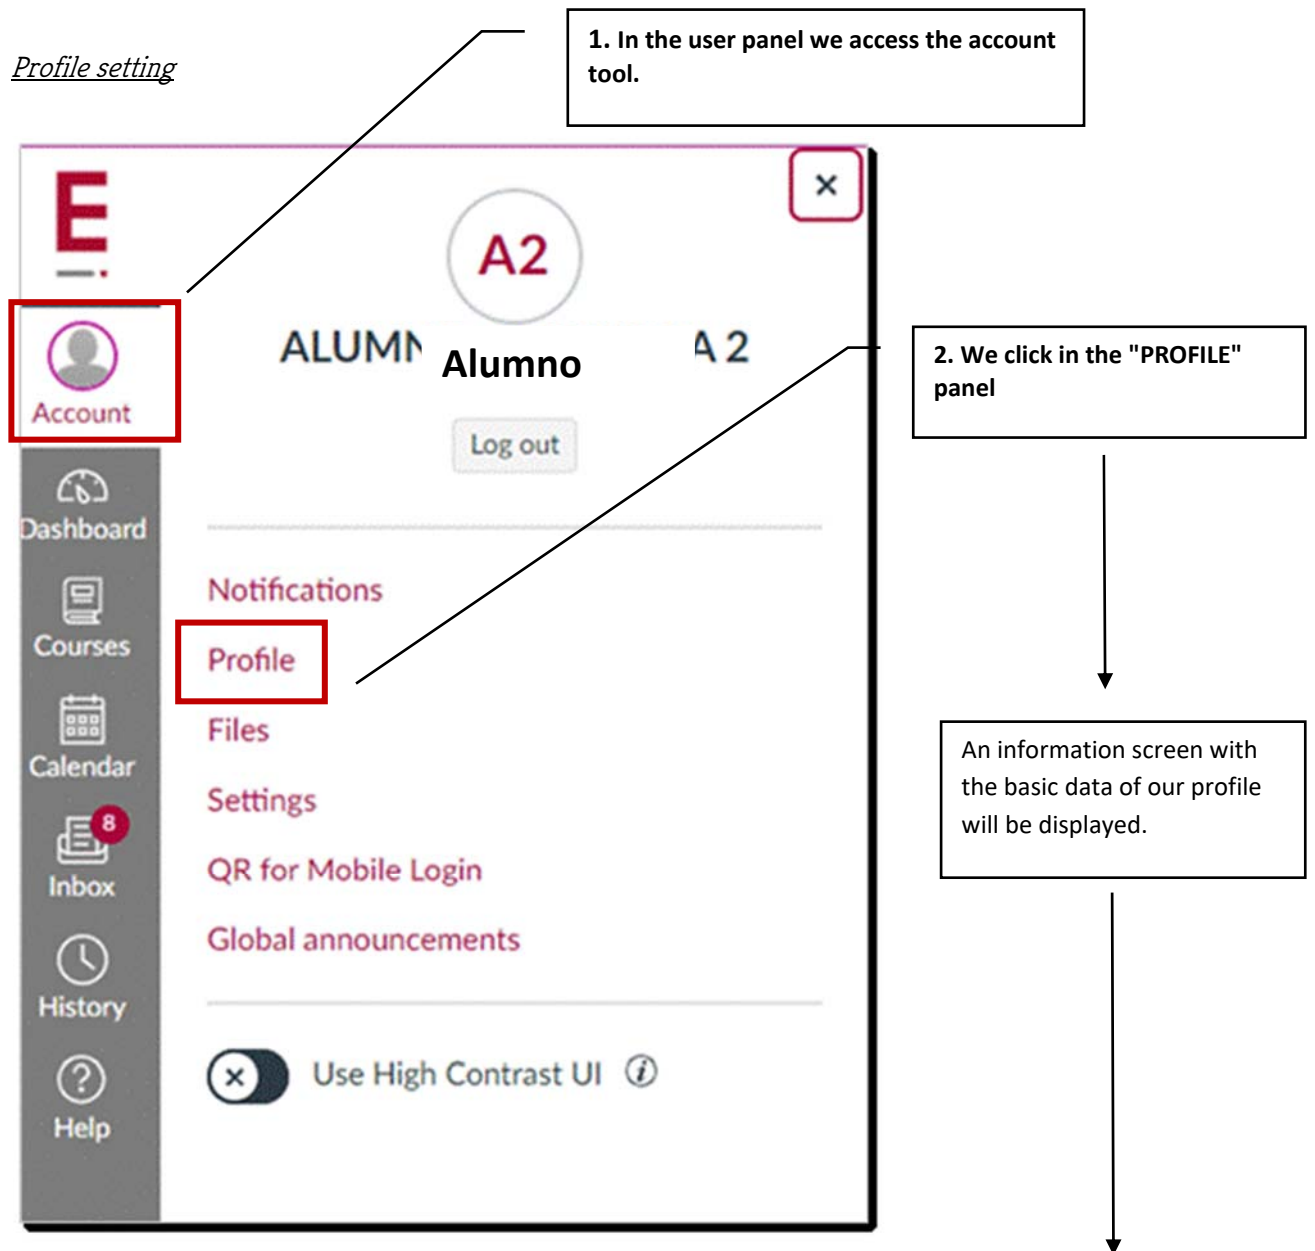 1. In the user panel we access the account
tool.
Profile setting
E
×
A2
ALUMN
Alumno
A 2
Account
Log out
2. We click in the "PROFILE"
panel
Dashboard
Notifications
Courses
Profile
Files
Calendar
Settings
8
Inbox
QR for Mobile Login
Global announcements
History
Use High Contrast UI
Help
An information screen with
the basic data of our profile
will be displayed.